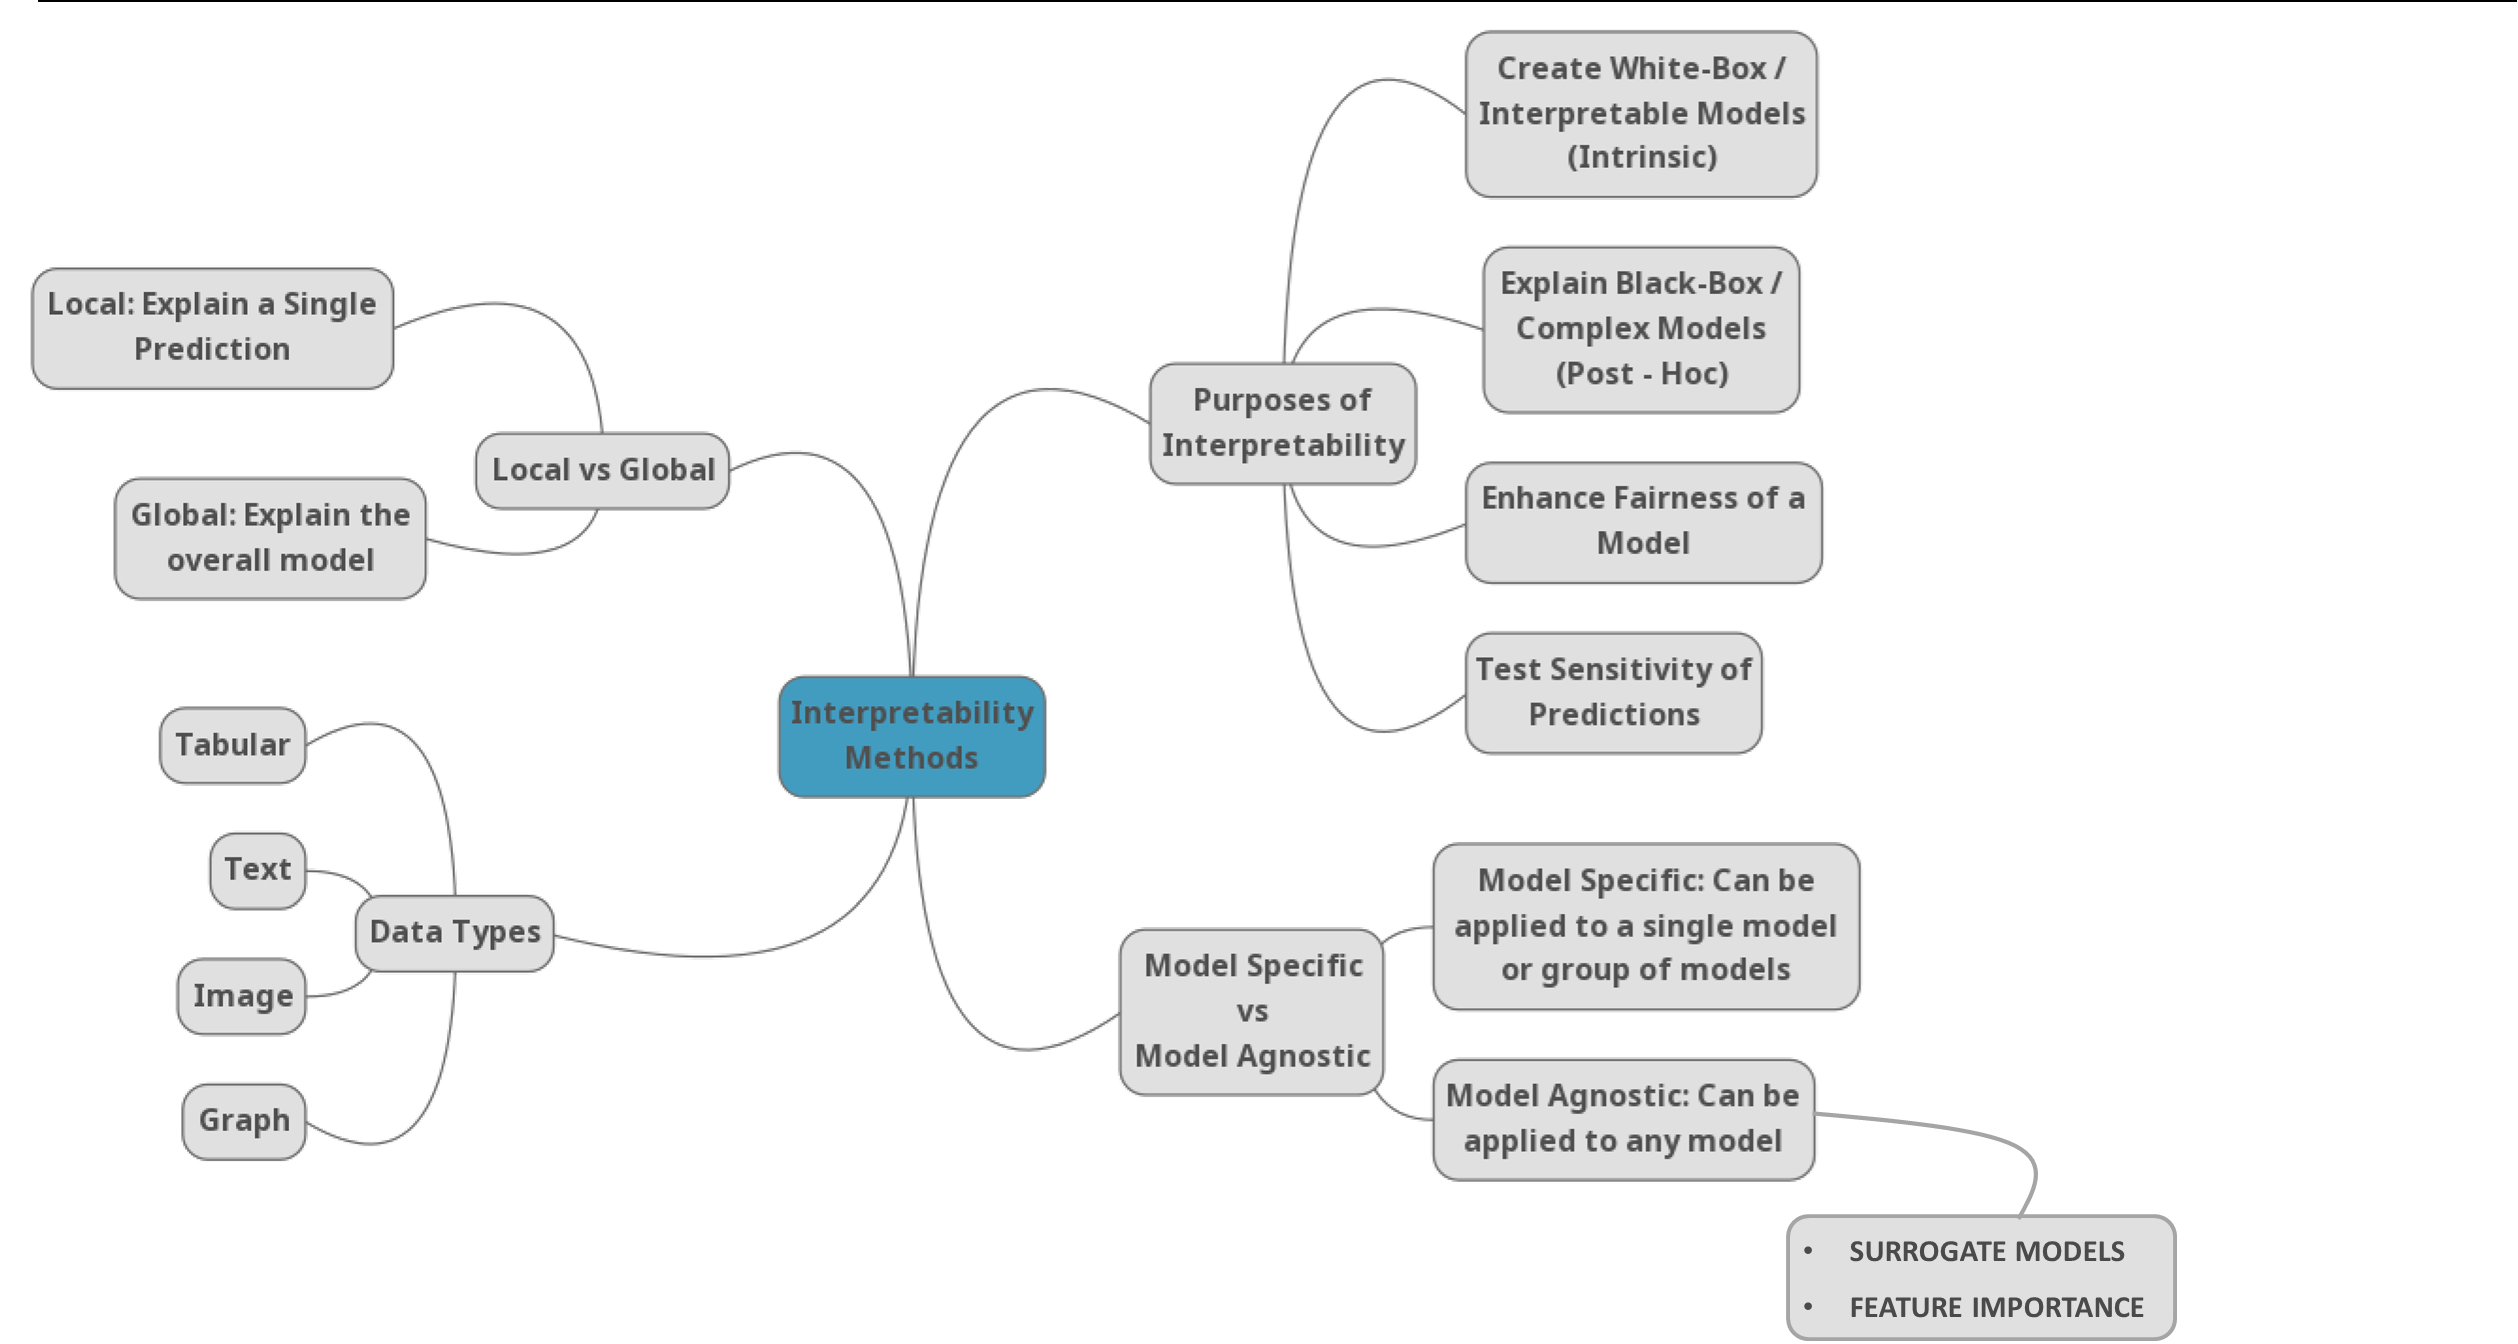 Create White-Box /
Interpretable Models
(Intrinsic)
Explain Black-Box /
Complex Models
(Post - Hoc)
Purposes of
Interpretability
Enhance Fairness of a
Model
Test Sensitivity of
Predictions
Local: Explain a Single
Prediction
Local vs Global
Global: Explain the
overall model
Interpretability
Methods
Tabular
Text
Data Types
Image
Graph
Model Specific
vs
Model Agnostic
Model Specific: Can be
applied to a single model
or group of models
Model Agnostic: Can be
applied to any model
• SURROGATE MODELS
• FEATURE IMPORTANCE